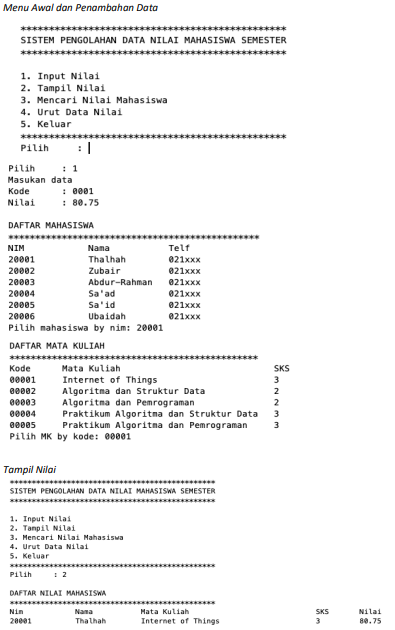 Menu Awal dan Penambahan Data
****************************************************
SISTEM PENGOLAHAN DATA NILAI MAHASISWA SEMESTER
****************************************************
1. Input Nilai
2. Tampil Nilai
3. Mencari Nilai Mahasiswa
4. Urut Data Nilai
5. Keluar
****************************************************
Pilih : |
Pilih : 1
Masukan data
Kode : 0001
Nilai : 80.75
DAFTAR MAHASISWA
****************************************************
NIM Nama Telf
20001 Thalhah 021xxx
20002 Zubair 021xxx
20003 Abdur-Rahman 021xxx
20004 Sa'ad 021xxx
20005 Sa'id 021xxx
20006 Ubaidah 021xxx
Pilih mahasiswa by nim: 20001
DAFTAR MATA KULIAH
****************************************************
Kode Mata Kuliah SKS
00001 Internet of Things 3
00002 Algoritma dan Struktur Data 2
00003 Algoritma dan Pemrograman 2
00004 Praktikum Algoritma dan Struktur Data 3
00005 Praktikum Algoritma dan Pemrograman 3
Pilih MK by kode: 00001
Tampil Nilai
****************************************************
SISTEM PENGOLAHAN DATA NILAI MAHASISWA SEMESTER
****************************************************
1. Input Nilai
2. Tampil Nilai
3. Mencari Nilai Mahasiswa
4. Urut Data Nilai
5. Keluar
****************************************************
Pilih : 2
DAFTAR NILAI MAHASISWA
****************************************************
Nim Nama Mata Kuliah SKS Nilai
20001 Thalhah Internet of Things 3 80.75